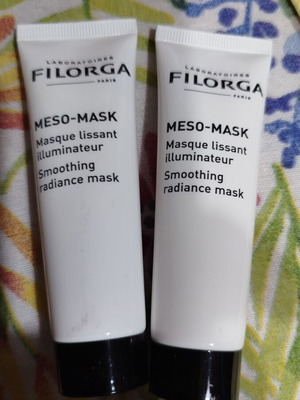 LABORATOIRES
FILORGA
PARIS
MESO-MASK
Masque lissant
illuminateur
Smoothing
radiance mask
LABORATOIRES
FILORGA
PARIS
MESO-MASK
Masque lissant
illuminateur
Smoothing
radiance mask